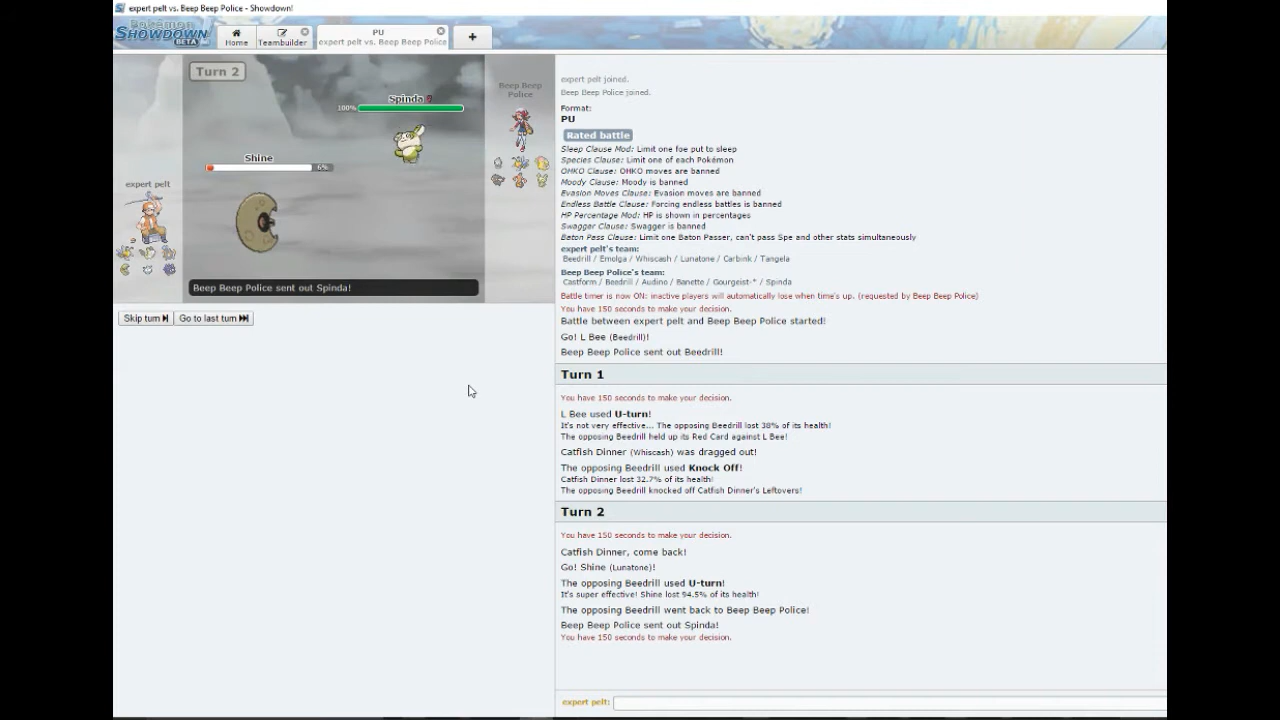 expert pelt vs. Beep Beep Police - Showdown!
Pokémon
SHOWDOWN
BETA
Home
Teambuilder
PU
expert pelt vs. Beep Beep Police
+
Turn 2
Spinda
100%
Shine
6%
expert pelt
Beep Beep
Police
Beep Beep Police sent out Spinda!
Skip turn
Go to last turn
expert pelt joined.
Beep Beep Police joined.
Format:
PU
Rated battle
Sleep Clause Mod: Limit one foe put to sleep
Species Clause: Limit one of each Pokémon
OHKO Clause: OHKO moves are banned
Moody Clause: Moody is banned
Evasion Moves Clause: Evasion moves are banned
Endless Battle Clause: Forcing endless battles is banned
HP Percentage Mod: HP is shown in percentages
Swagger Clause: Swagger is banned
Baton Pass Clause: Limit one Baton Passer, can't pass Spe and other stats simultaneously
expert pelt's team:
Beedrill / Emolga / Whiscash / Lunatone / Carbink / Tangela
Beep Beep Police's team:
Castform / Beedrill / Audino / Banette / Gourgeist-* / Spinda
Battle timer is now ON: inactive players will automatically lose when time's up. (requested by Beep Beep Police)
You have 150 seconds to make your decision.
Battle between expert pelt and Beep Beep Police started!
Go! L Bee (Beedrill)!
Beep Beep Police sent out Beedrill!
Turn 1
You have 150 seconds to make your decision.
L Bee used U-turn!
It's not very effective... The opposing Beedrill lost 38% of its health!
The opposing Beedrill held up its Red Card against L Bee!
Catfish Dinner (Whiscash) was dragged out!
The opposing Beedrill used Knock Off!
Catfish Dinner lost 32.7% of its health!
The opposing Beedrill knocked off Catfish Dinner's Leftovers!
Turn 2
You have 150 seconds to make your decision.
Catfish Dinner, come back!
Go! Shine (Lunatone)!
The opposing Beedrill used U-turn!
It's super effective! Shine lost 94.5% of its health!
The opposing Beedrill went back to Beep Beep Police!
Beep Beep Police sent out Spinda!
You have 150 seconds to make your decision.
expert pelt: